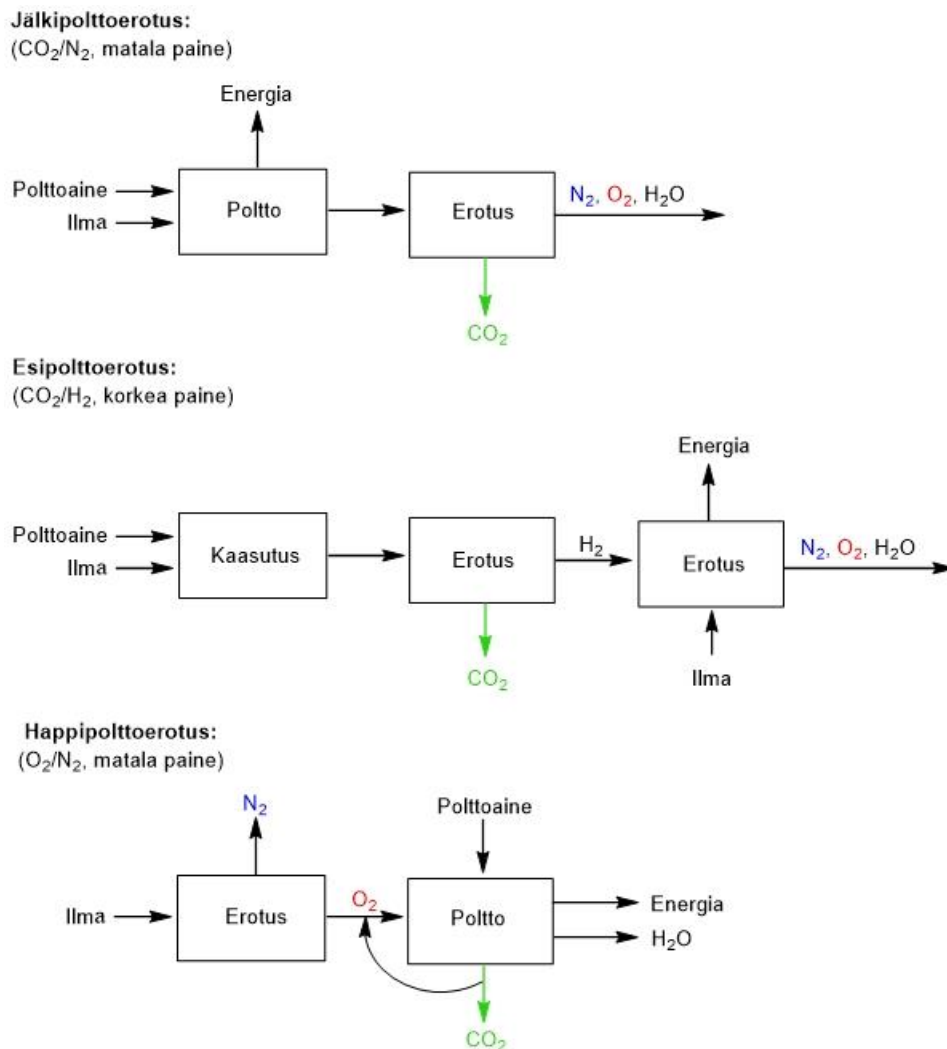 Jälkipolttoerotus:
(CO₂/N₂, matala paine)
Energia
Polttoaine
Ilma
Poltto
Erotus
N₂, O₂, H₂O
CO₂
Esipolttoerotus:
(CO₂/H₂, korkea paine)
Energia
Polttoaine
Ilma
Kaasutus
Erotus
H₂
Erotus
N₂, O₂, H₂O
CO₂
Ilma
Happipolttoerotus:
(O₂/N₂, matala paine)
N₂
Polttoaine
Ilma
Erotus
O₂
Poltto
Energia
H₂O
CO₂